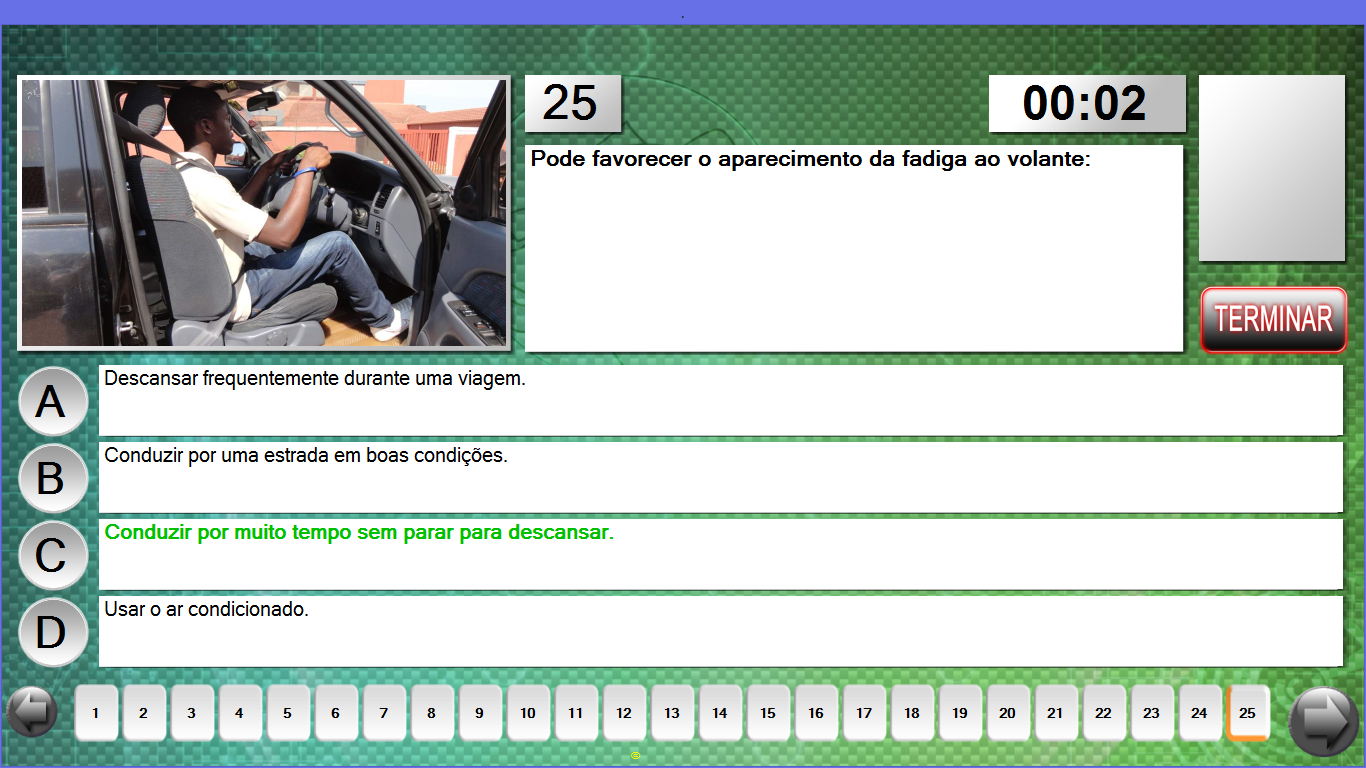 25
00:02
Pode favorecer o aparecimento da fadiga ao volante:
TERMINAR
A
Descansar frequentemente durante uma viagem.
B
Conduzir por uma estrada em boas condições.
C
Conduzir por muito tempo sem parar para descansar.
D
Usar o ar condicionado.
1 2 3 4 5 6 7 8 9 10 11 12 13 14 15 16 17 18 19 20 21 22 23 24 25
©